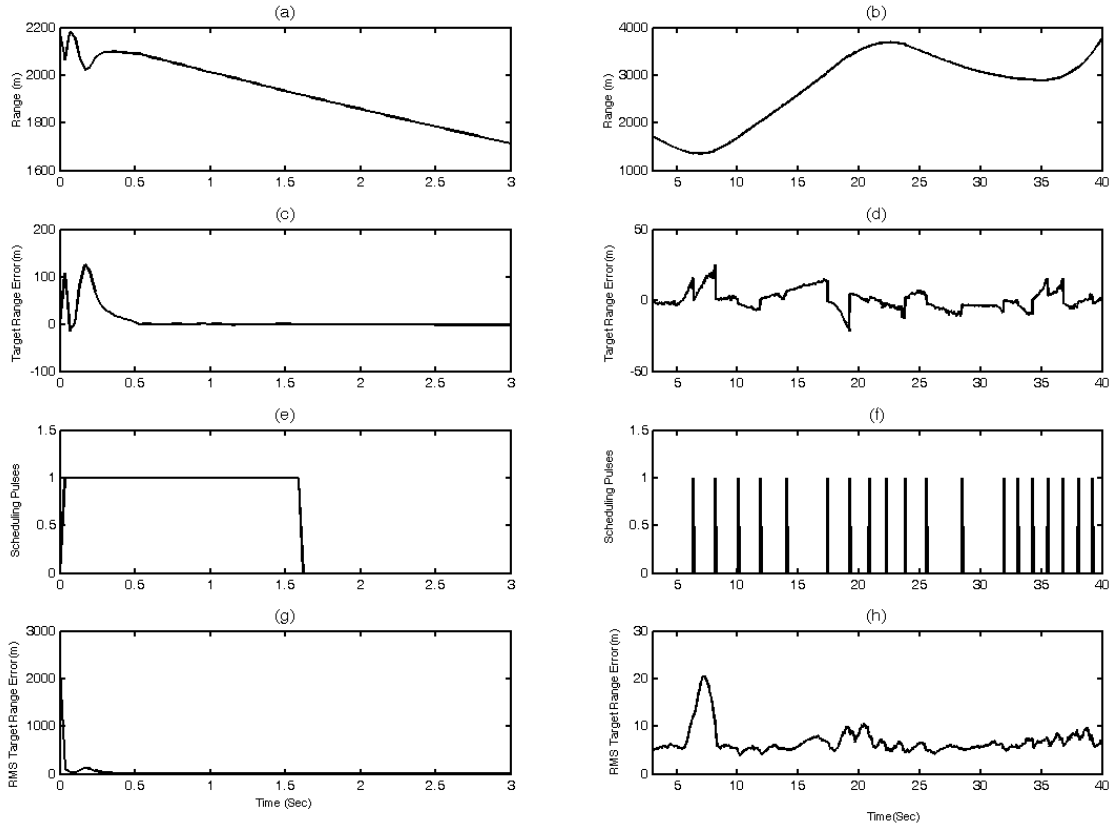 (a)
2200
2000
1800
1600
Range (m)
0 0.5 1 1.5 2 2.5 3
(b)
4000
3000
2000
1000
Range (m)
5 10 15 20 25 30 35 40
(c)
200
100
0
-100
Target Range Error(m)
0 0.5 1 1.5 2 2.5 3
(d)
50
0
-50
Target Range Error(m)
5 10 15 20 25 30 35 40
(e)
1.5
1
0.5
0
Scheduling Pulses
0 0.5 1 1.5 2 2.5 3
(f)
1.5
1
0.5
0
Scheduling Pulses
5 10 15 20 25 30 35 40
(g)
3000
2000
1000
0
RMS Target Range Error(m)
0 0.5 1 1.5 2 2.5 3
Time (Sec)
(h)
30
20
10
0
RMS Target Range Error(m)
5 10 15 20 25 30 35 40
Time(Sec)